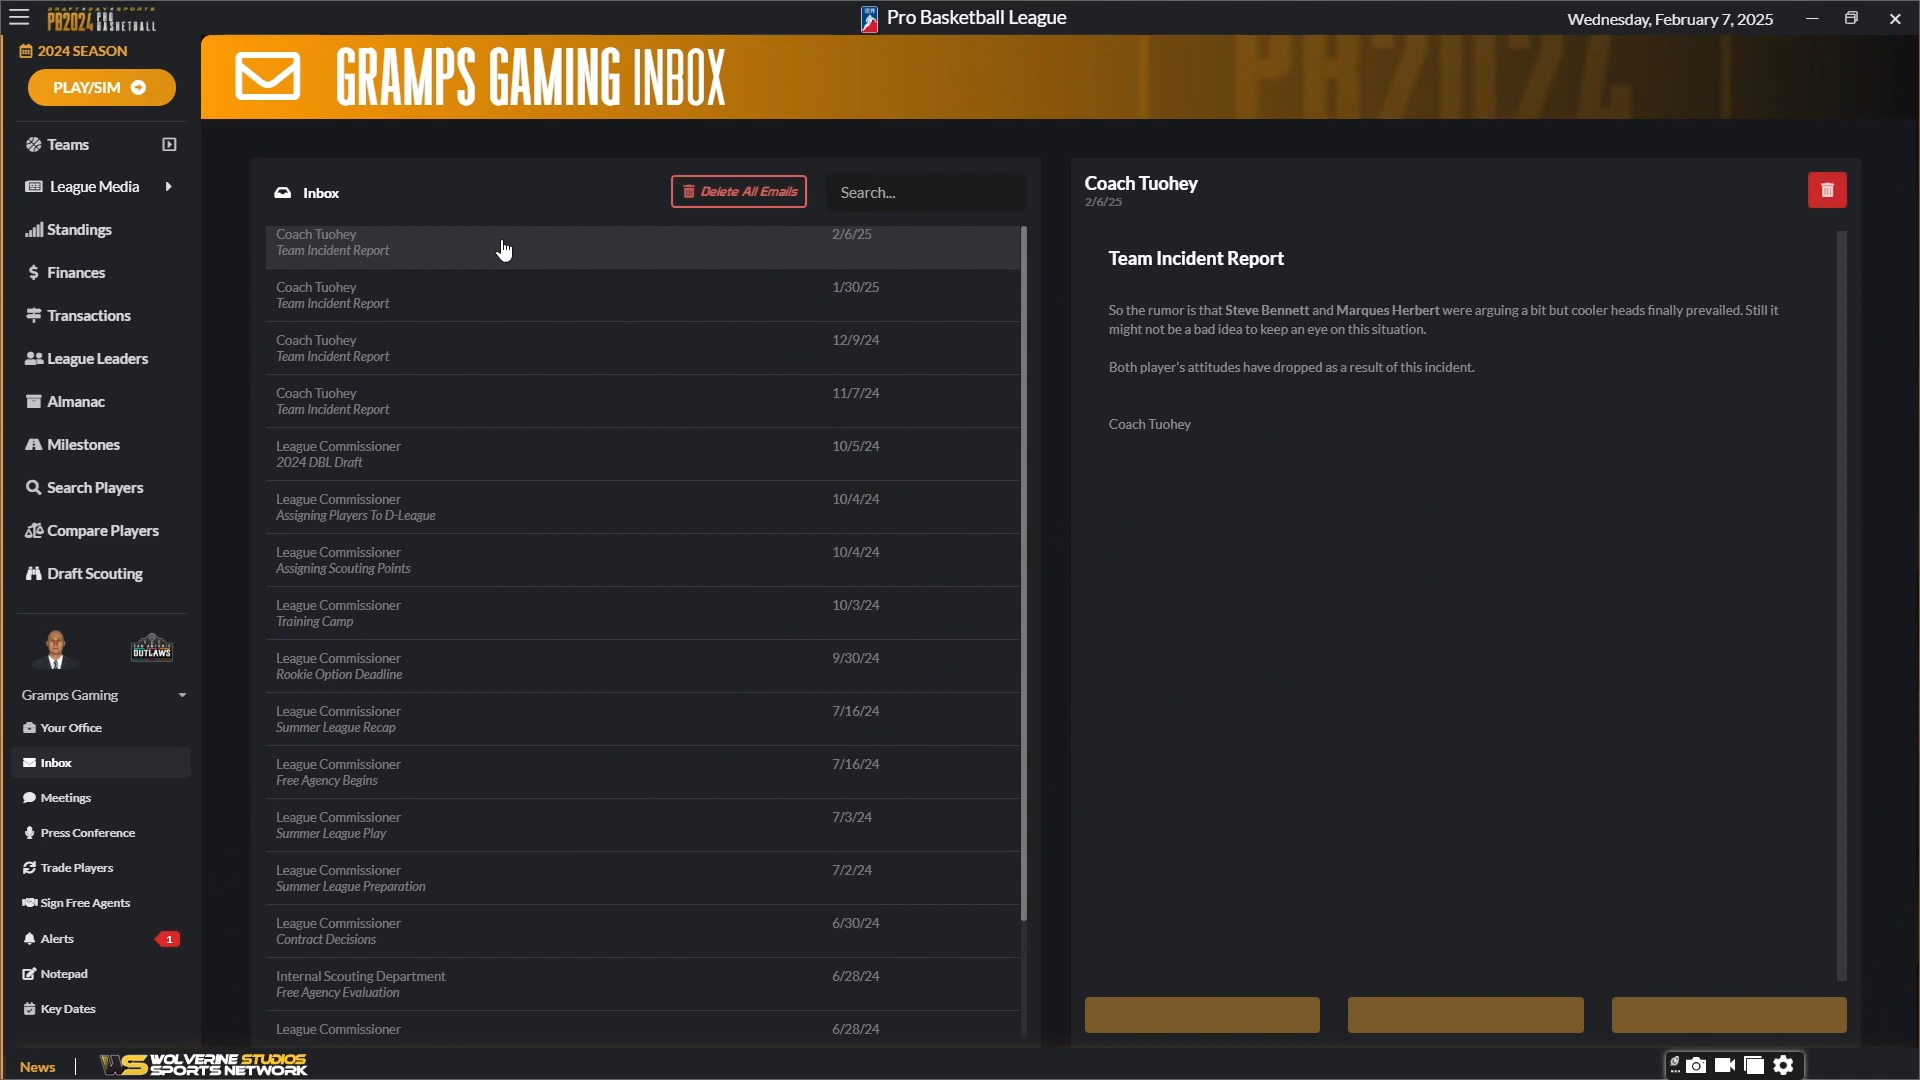 DRAFT DAY SPORTS
PB2024 PRO BASKETBALL
Pro Basketball League
Wednesday, February 7, 2025
2024 SEASON
PLAY/SIM
GRAMPS GAMING INBOX
PB2024
Teams
League Media
Standings
Finances
Transactions
League Leaders
Almanac
Milestones
Search Players
Compare Players
Draft Scouting
SAN ANTONIO
OUTLAWS
Gramps Gaming
Your Office
Inbox
Meetings
Press Conference
Trade Players
Sign Free Agents
Alerts 1
Notepad
Key Dates
Inbox
Delete All Emails
Search...
Coach Tuohey 2/6/25
Team Incident Report
Coach Tuohey 1/30/25
Team Incident Report
Coach Tuohey 12/9/24
Team Incident Report
Coach Tuohey 11/7/24
Team Incident Report
League Commissioner 10/5/24
2024 DBL Draft
League Commissioner 10/4/24
Assigning Players To D-League
League Commissioner 10/4/24
Assigning Scouting Points
League Commissioner 10/3/24
Training Camp
League Commissioner 9/30/24
Rookie Option Deadline
League Commissioner 7/16/24
Summer League Recap
League Commissioner 7/16/24
Free Agency Begins
League Commissioner 7/3/24
Summer League Play
League Commissioner 7/2/24
Summer League Preparation
League Commissioner 6/30/24
Contract Decisions
Internal Scouting Department 6/28/24
Free Agency Evaluation
League Commissioner 6/28/24
Coach Tuohey
2/6/25
Team Incident Report
So the rumor is that Steve Bennett and Marques Herbert were arguing a bit but cooler heads finally prevailed. Still it
might not be a bad idea to keep an eye on this situation.
Both player's attitudes have dropped as a result of this incident.
Coach Tuohey
News
WS WOLVERINE STUDIOS
SPORTS NETWORK